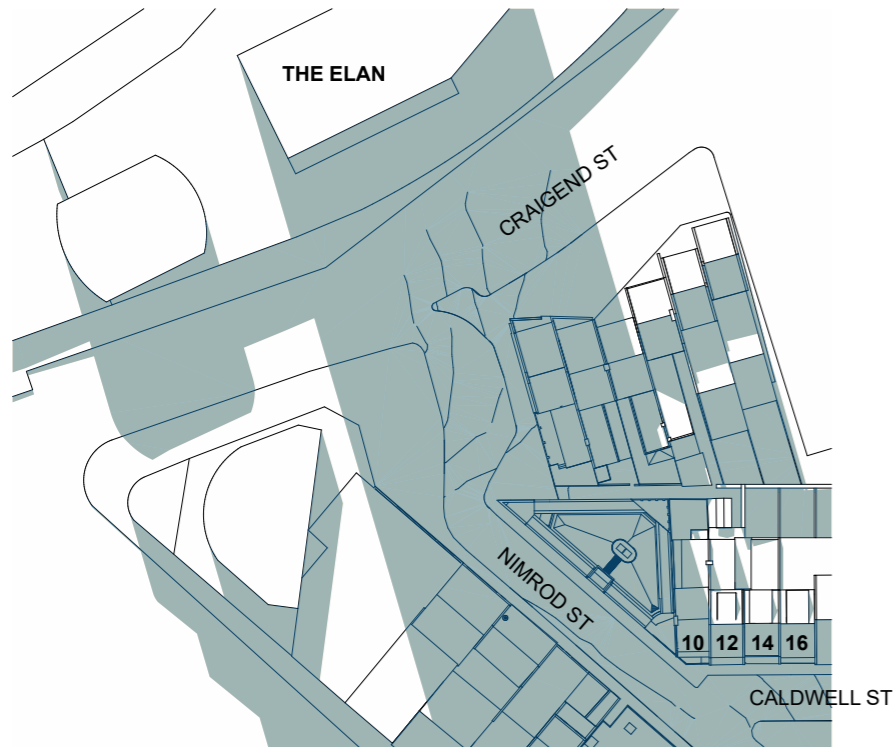 THE ELAN
CRAIGEND ST
NIMROD ST
10 12 14 16
CALDWELL ST